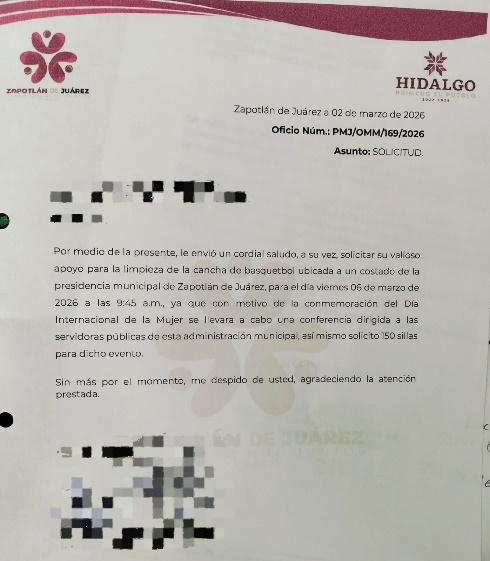 ZAPOTLÁN DE JUÁREZ
HIDALGO
PRIMERO EL PUEBLO
2022-2028
Zapotlán de Juárez a 02 de marzo de 2026
Oficio Núm.: PMJ/OMM/169/2026
Asunto: SOLICITUD.
Por medio de la presente, le envió un cordial saludo, a su vez, solicitar su valioso
apoyo para la limpieza de la cancha de basquetbol ubicada a un costado de la
presidencia municipal de Zapotlán de Juárez, para el día viernes 06 de marzo de
2026 a las 9:45 a.m., ya que con motivo de la conmemoración del Día
Internacional de la Mujer se llevara a cabo una conferencia dirigida a las
servidoras públicas de esta administración municipal, así mismo solicito 150 sillas
para dicho evento.
Sin más por el momento, me despido de usted, agradeciendo la atención
prestada.
LÁN DE JUÁREZ